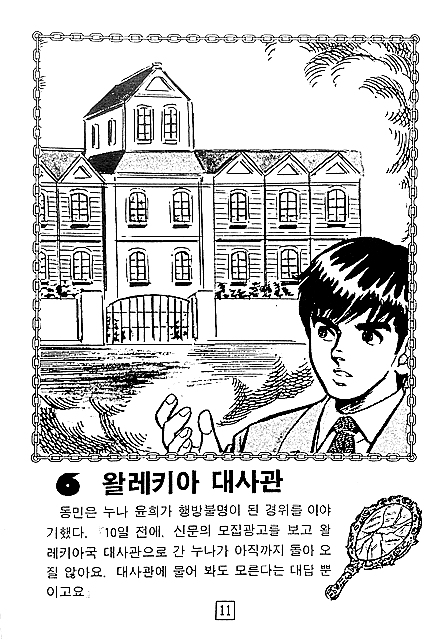 6 왈레키아 대사관
동민은 누나 윤희가 행방불명이 된 경위를 이야
기했다. 「10일 전에, 신문의 모집광고를 보고 왈
레키아국 대사관으로 간 누나가 아직까지 돌아 오
질 않아요. 대사관에 물어 봐도 모른다는 대답 뿐
이고요.
11